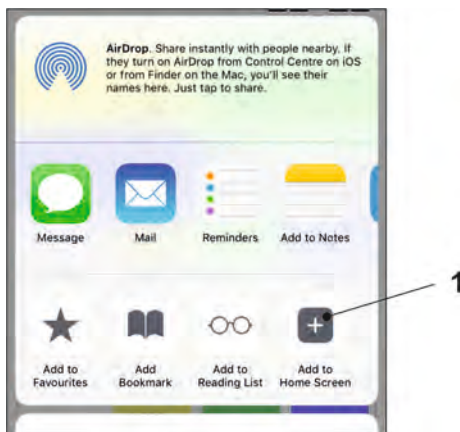 AirDrop. Share instantly with people nearby. If
they turn on AirDrop from Control Centre on iOS
or from Finder on the Mac, you'll see their
names here. Just tap to share.
Message
Mail
Reminders
Add to Notes
1
Add to
Favourites
Add
Bookmark
Add to
Reading List
Add to
Home Screen